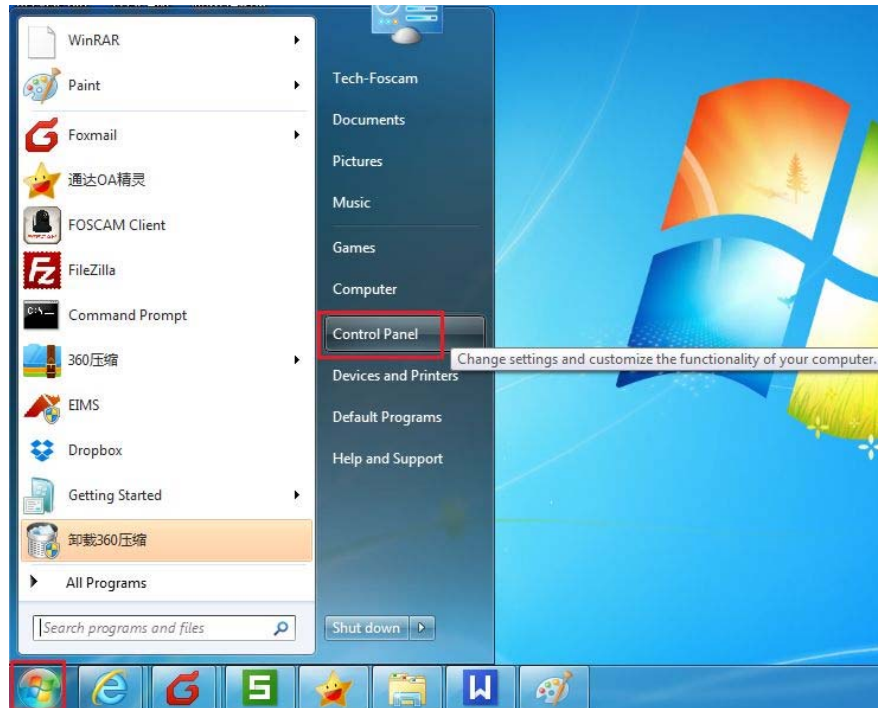 WinRAR
Paint
Foxmail
通达OA精灵
FOSCAM Client
FileZilla
Command Prompt
360压缩
EIMS
Dropbox
Getting Started
卸载360压缩
All Programs
Search programs and files
Tech-Foscam
Documents
Pictures
Music
Games
Computer
Control Panel
Change settings and customize the functionality of your computer.
Devices and Printers
Default Programs
Help and Support
Shut down